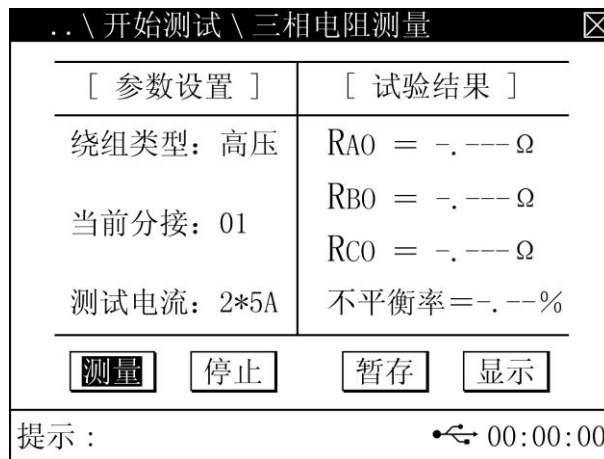 ..\开始测试\三相电阻测量
[ 参数设置 ] [ 试验结果 ]
绕组类型: 高压 RAO = -.---Ω
RBO = -.---Ω
当前分接: 01
RCO = -.---Ω
测试电流: 2*5A 不平衡率=-.--%
测量 停止 暂存 显示
提示: 00:00:00